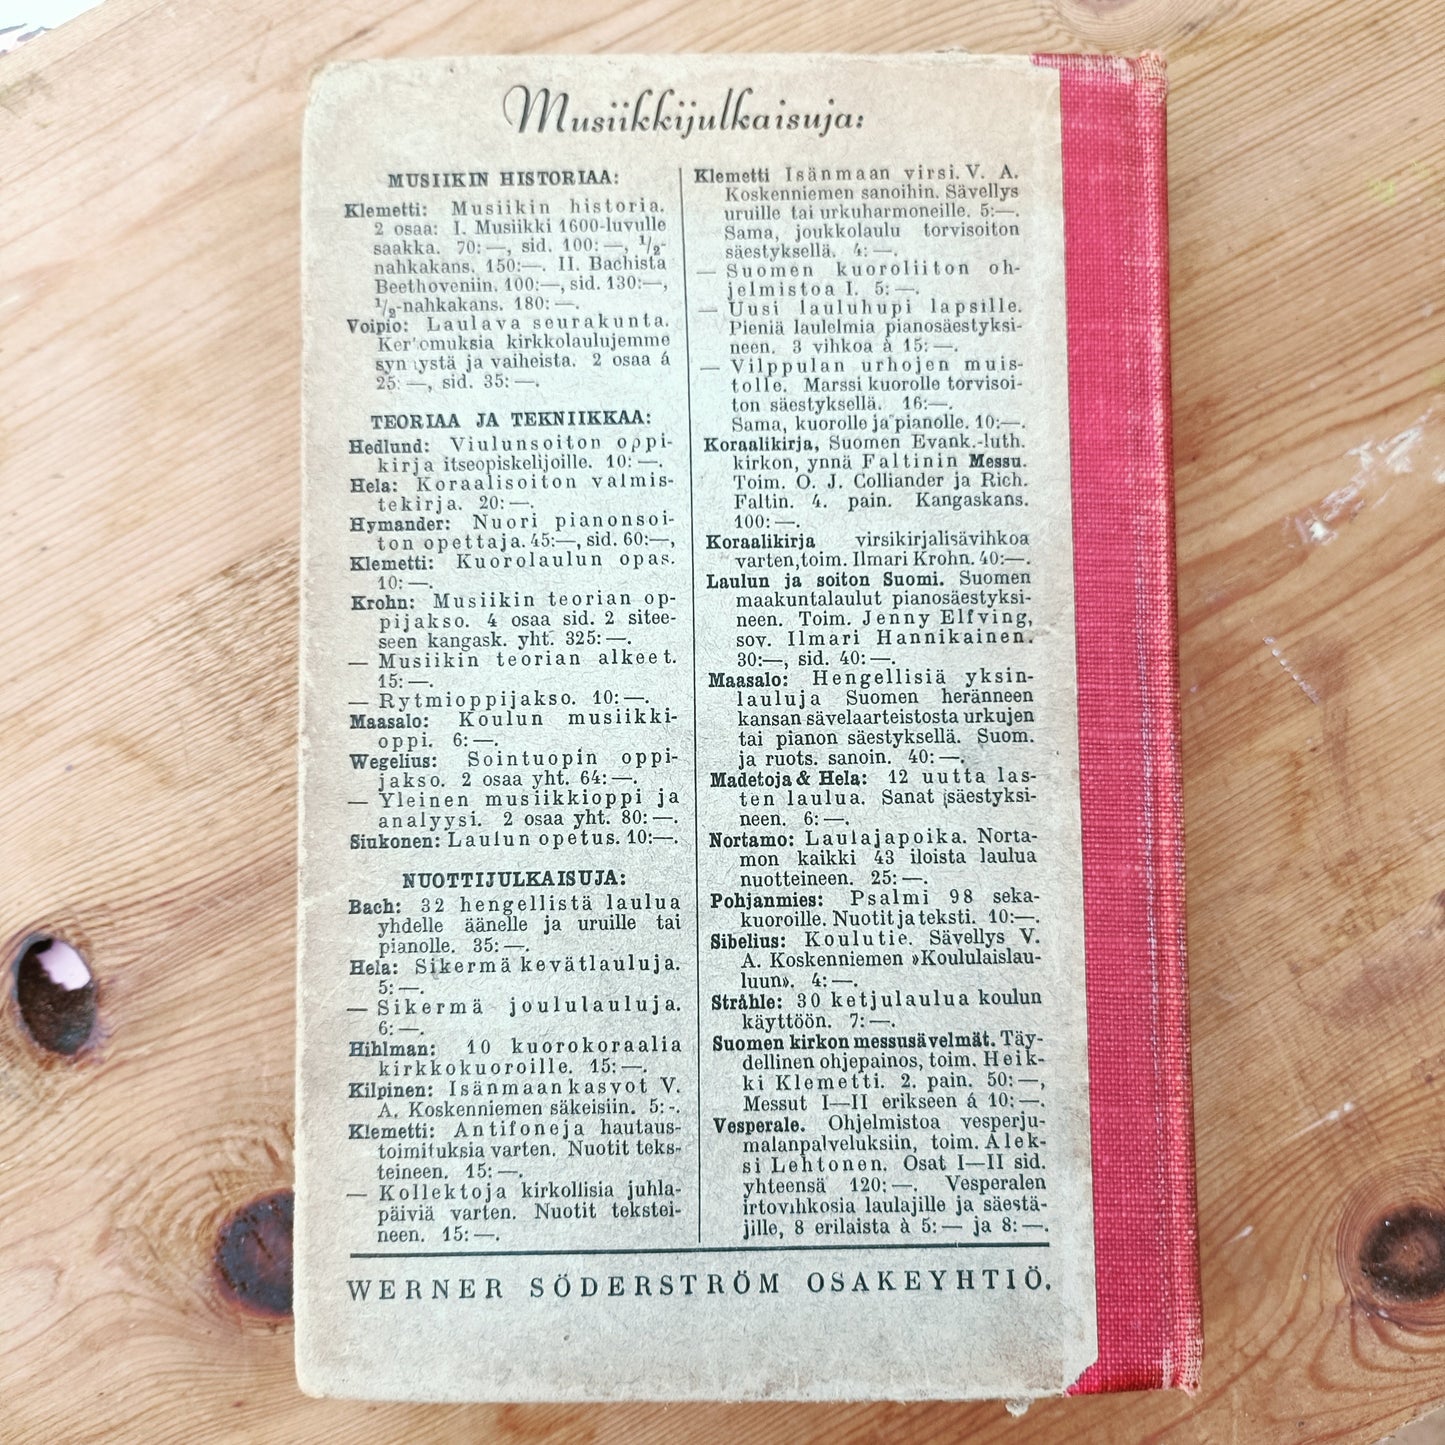 Musiikkijulkaisuja:
MUSIIKIN HISTORIAA:
Klemetti: Musiikin historia.
2 osaa: I. Musiikki 1600-luvulle
saakka. 70:—, sid. 100:—, 1/2-
nahkakans. 150:—. II. Bachista
Beethoveniin. 100:—, sid. 130:—,
1/2-nahkakans. 180:—.
Voipio: Laulava seurakunta.
kirkkolaulujemme
ja vaiheista. 2 osaa á
25:—, sid. 35:—.
TEORIAA JA TEKNIIKKAA:
Hedlund: Viulunsoiton oppi-
kirja itseopiskelijoille. 10:—.
Hela: Koraalisoiton valmis-
tekirja. 20:—.
Hymander: Nuori pianonsoi-
ton opettaja. 45:—, sid. 60:—,
Klemetti: Kuorolaulun opas.
10:—.
Krohn: Musiikin teorian op-
pijakso. 4 osaa sid. 2 sitee-
seen kangask. yht. 325:—.
— Musiikin teorian alkeet.
15:—.
— Rytmioppijakso. 10:—.
Maasalo: Koulun musiikki-
oppi. 6:—.
Wegelius: Sointuopin oppi-
jakso. 2 osaa yht. 64:—.
— Yleinen musiikkioppi ja
analyysi. 2 osaa yht. 80:—.
Siukonen: Laulun opetus. 10:—.
NUOTTIJULKAISUJA:
Bach: 32 hengellistä laulua
yhdelle äänelle ja uruille tai
pianolle. 35:—.
Hela: Sikermä kevätlauluja.
5:—.
— Sikermä joululauluja.
6:—.
Hihlman: 10 kuorokoraalia
kirkkokuoroille. 15:—.
Kilpinen: Isänmaan kasvot V.
A. Koskenniemen säkeisiin. 5:-.
Klemetti: Antifoneja hautaus-
toimituksia varten. Nuotit teks-
teineen. 15:—.
— Kollektoja kirkollisia juhla-
päiviä varten. Nuotit tekstei-
neen. 15:—.
Klemetti Isänmaan virsi. V. A.
Koskenniemen sanoihin. Sävellys
uruille tai urkuharmoneille. 5:—.
Sama, joukkolaulu torvisoiton
säestyksellä. 4:—.
— Suomen kuoroliiton oh-
jelmistoa I. 5:—.
— Uusi lauluhupi lapsille.
Pieniä laulelmia pianosäestyksi-
neen. 3 vihkoa à 15:—.
— Vilppulan urhojen muis-
tolle. Marssi kuorolle torvisoi-
ton säestyksellä. 16:—.
Sama, kuorolle ja pianolle. 10:—.
Koraalikirja, Suomen Evank.-luth.
kirkon, ynnä Faltinin Messu.
Toim. O. J. Colliander ja Rich.
Faltin. 4. pain. Kangaskans.
100:—.
Koraalikirja virsikirjalisävihkoa
varten, toim. Ilmari Krohn. 40:—.
Laulun ja soiton Suomi. Suomen
maakuntalaulut pianosäestyksi-
neen. Toim. Jenny Elfving,
sov. Ilmari Hannikainen.
30:—, sid. 40:—.
Maasalo: Hengellisiä yksin-
lauluja Suomen heränneen
kansan sävelaarteistosta urkujen
tai pianon säestyksellä. Suom.
ja ruots. sanoin. 40:—.
Madetoja & Hela: 12 uutta las-
ten laulua. Sanat säestyksi-
neen. 6:—.
Nortamo: Laulajapoika. Norta-
mon kaikki 43 iloista laulua
nuotteineen. 25:—.
Pohjanmies: Psalmi 98 seka-
kuoroille. Nuotit ja teksti. 10:—.
Sibelius: Koulutie. Sävellys V.
A. Koskenniemen »Koululaislau-
luun». 4:—.
Stråhle: 30 ketjulaulua koulun
käyttöön. 7:—.
Suomen kirkon messusävelmät. Täy-
dellinen ohjepainos, toim. Heik-
ki Klemetti. 2. pain. 50:—,
Messut I—II erikseen á 10:—.
Vesperale. Ohjelmistoa vesperju-
malanpalveluksiin, toim. Alek-
si Lehtonen. Osat I—II sid.
yhteensä 120:—. Vesperalen
irtovihkosia laulajille ja säestä-
jille, 8 erilaista à 5:— ja 8:—.
WERNER SÖDERSTRÖM OSAKEYHTIÖ.